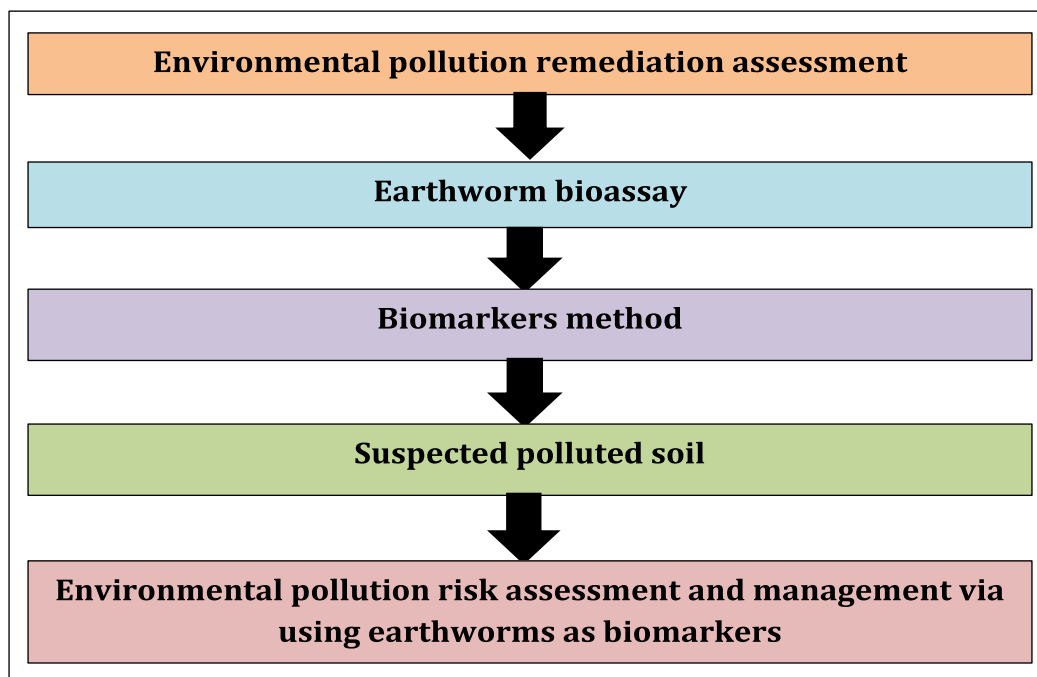 Environmental pollution remediation assessment
Earthworm bioassay
Biomarkers method
Suspected polluted soil
Environmental pollution risk assessment and management via
using earthworms as biomarkers